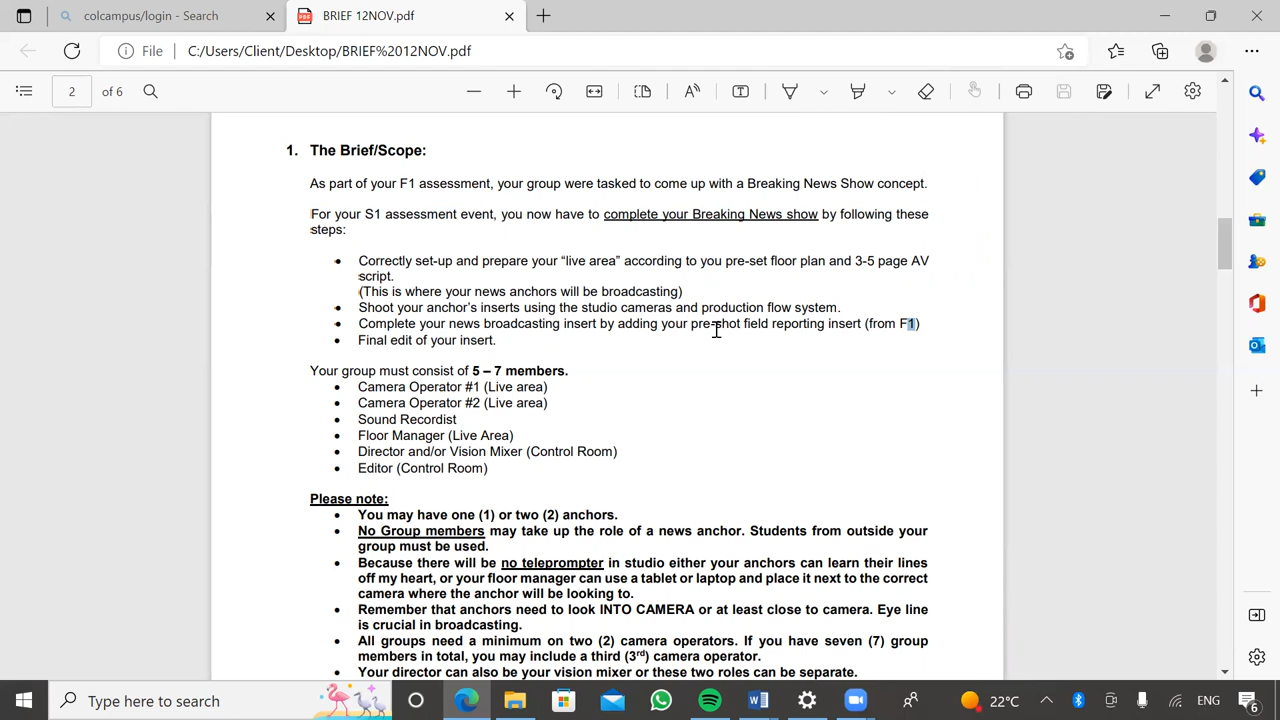 colcampus/login - Search
BRIEF 12NOV.pdf
File
C:/Users/Client/Desktop/BRIEF%2012NOV.pdf
2 of 6
1. The Brief/Scope:
As part of your F1 assessment, your group were tasked to come up with a Breaking News Show concept.
For your S1 assessment event, you now have to complete your Breaking News show by following these
steps:
• Correctly set-up and prepare your “live area” according to you pre-set floor plan and 3-5 page AV
script.
(This is where your news anchors will be broadcasting)
• Shoot your anchor’s inserts using the studio cameras and production flow system.
• Complete your news broadcasting insert by adding your pre-shot field reporting insert (from F1)
• Final edit of your insert.
Your group must consist of 5 – 7 members.
• Camera Operator #1 (Live area)
• Camera Operator #2 (Live area)
• Sound Recordist
• Floor Manager (Live Area)
• Director and/or Vision Mixer (Control Room)
• Editor (Control Room)
Please note:
• You may have one (1) or two (2) anchors.
• No Group members may take up the role of a news anchor. Students from outside your
group must be used.
• Because there will be no teleprompter in studio either your anchors can learn their lines
off my heart, or your floor manager can use a tablet or laptop and place it next to the correct
camera where the anchor will be looking to.
• Remember that anchors need to look INTO CAMERA or at least close to camera. Eye line
is crucial in broadcasting.
• All groups need a minimum on two (2) camera operators. If you have seven (7) group
members in total, you may include a third (3rd) camera operator.
• Your director can also be your vision mixer or these two roles can be separate.
Type here to search
22°C
ENG
6